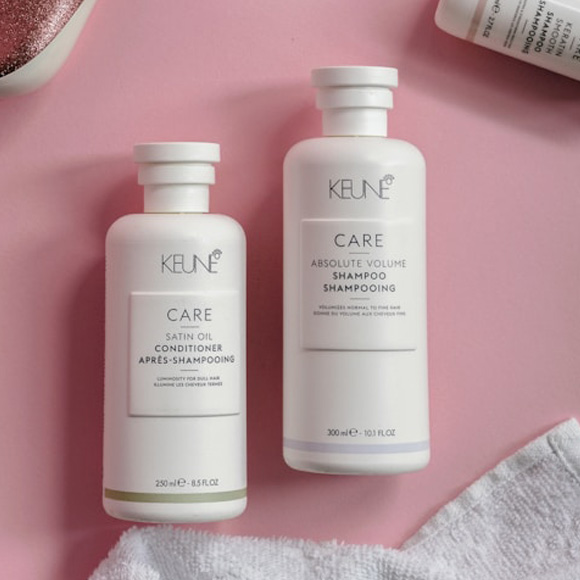 KEUNE
CARE
SATIN OIL
CONDITIONER
APRÈS-SHAMPOOING
LUMINOSITY FOR DULL HAIR
ILLUMINE LES CHEVEUX TERNES
250 ml ℮ - 8.5 FL.OZ
KEUNE
CARE
ABSOLUTE VOLUME
SHAMPOO
SHAMPOOING
VOLUMIZES NORMAL TO FINE HAIR
DONNE DU VOLUME AUX CHEVEUX FINS
300 ml ℮ - 10.1 FL.OZ
KERATIN
SMOOTH
SHAMPOO
SHAMPOOING